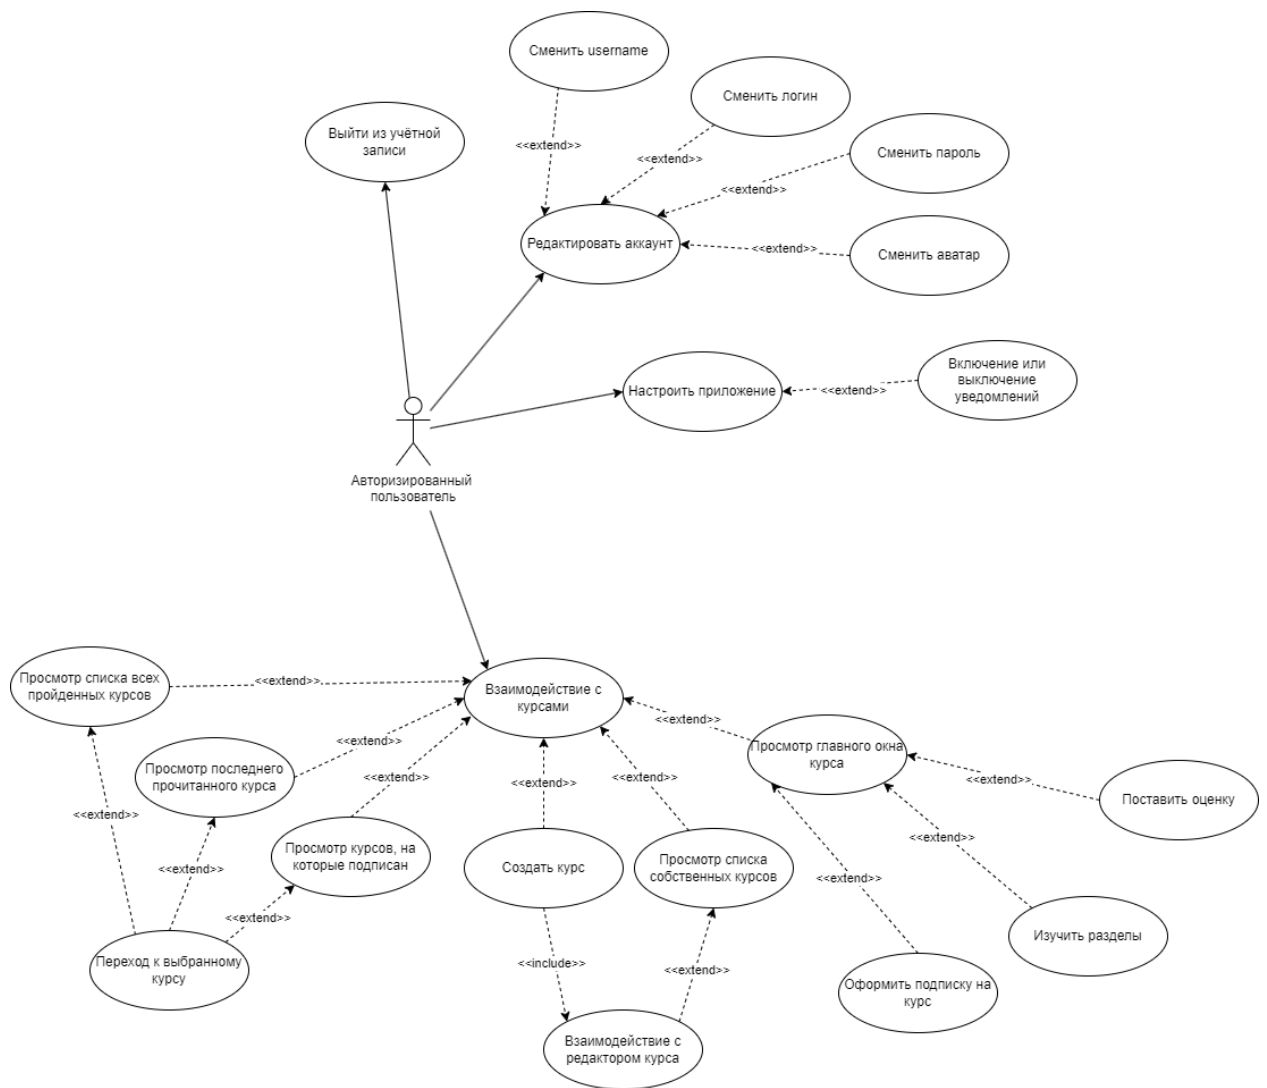 Сменить username
Сменить логин
Выйти из учётной
записи
Сменить пароль
<<extend>>
<<extend>>
<<extend>>
Редактировать аккаунт
<<extend>>
Сменить аватар
Включение или
выключение
уведомлений
Настроить приложение
<<extend>>
Авторизированный
пользователь
Просмотр списка всех
пройденных курсов
<<extend>>
Взаимодействие с
курсами
<<extend>>
Просмотр главного окна
курса
<<extend>>
Просмотр последнего
прочитанного курса
<<extend>>
<<extend>>
<<extend>>
<<extend>>
Поставить оценку
<<extend>>
Просмотр курсов, на
которые подписан
Создать курс
Просмотр списка
собственных курсов
<<extend>>
<<extend>>
<<extend>>
<<extend>>
Изучить разделы
Переход к выбранному
курсу
<<include>>
<<extend>>
Оформить подписку на
курс
Взаимодействие с
редактором курса